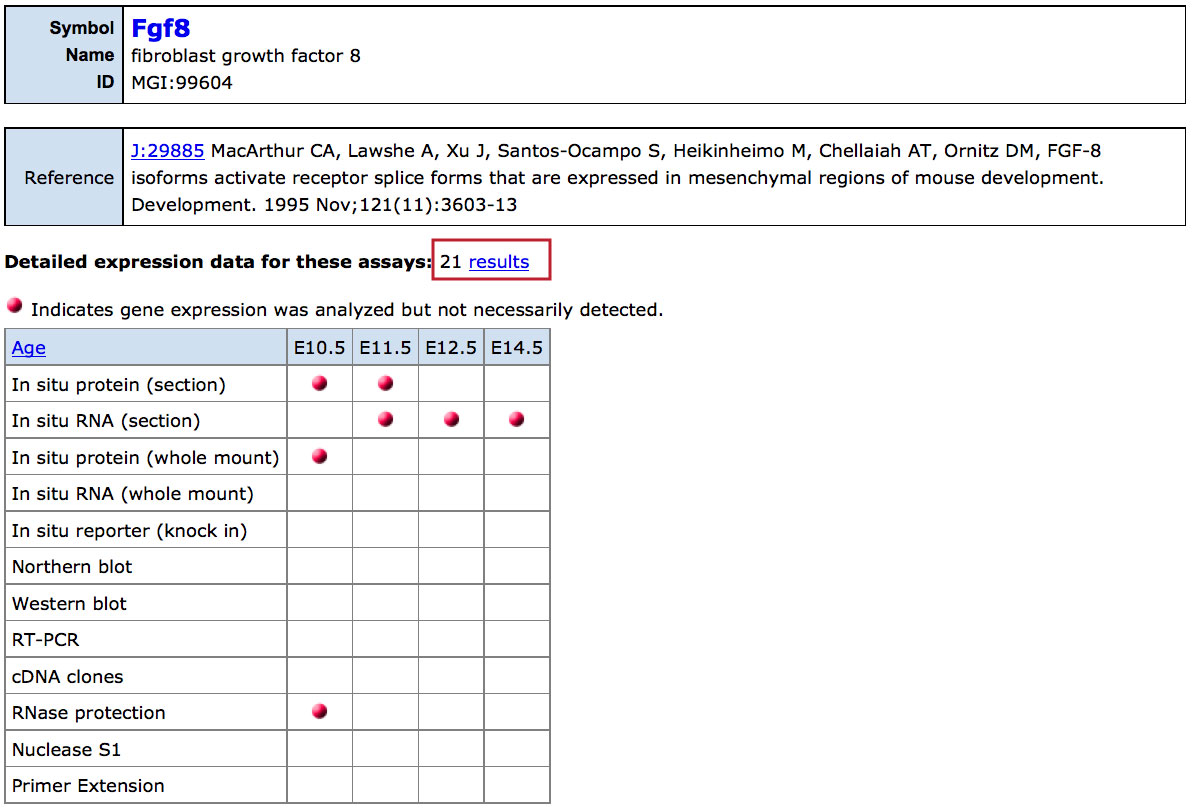 Symbol Fgf8
Name fibroblast growth factor 8
ID MGI:99604
Reference
J:29885 MacArthur CA, Lawshe A, Xu J, Santos-Ocampo S, Heikinheimo M, Chellaiah AT, Ornitz DM, FGF-8
isoforms activate receptor splice forms that are expressed in mesenchymal regions of mouse development.
Development. 1995 Nov;121(11):3603-13
Detailed expression data for these assays: 21 results
Indicates gene expression was analyzed but not necessarily detected.
Age E10.5 E11.5 E12.5 E14.5
In situ protein (section)
In situ RNA (section)
In situ protein (whole mount)
In situ RNA (whole mount)
In situ reporter (knock in)
Northern blot
Western blot
RT-PCR
cDNA clones
RNase protection
Nuclease S1
Primer Extension